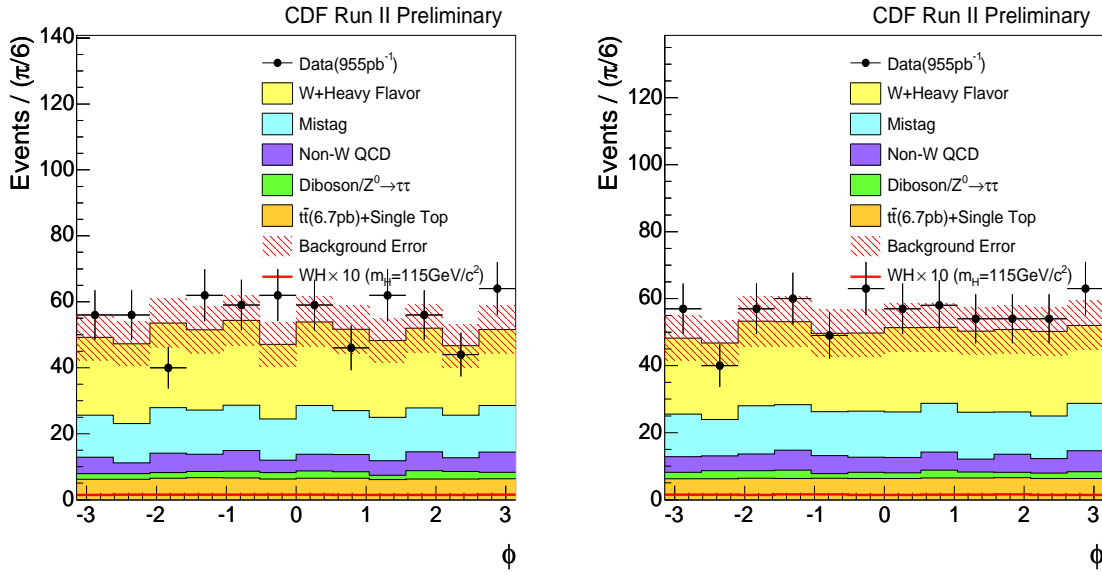 CDF Run II Preliminary
Events / (π/6)
140
120
100
80
60
40
20
0
Data(955pb⁻¹)
W+Heavy Flavor
Mistag
Non-W QCD
Diboson/Z⁰→ττ
tt̄(6.7pb)+Single Top
Background Error
WH × 10 (m_H=115GeV/c²)
-3 -2 -1 0 1 2 3
ϕ
CDF Run II Preliminary
Events / (π/6)
120
100
80
60
40
20
0
Data(955pb⁻¹)
W+Heavy Flavor
Mistag
Non-W QCD
Diboson/Z⁰→ττ
tt̄(6.7pb)+Single Top
Background Error
WH × 10 (m_H=115GeV/c²)
-3 -2 -1 0 1 2 3
ϕ